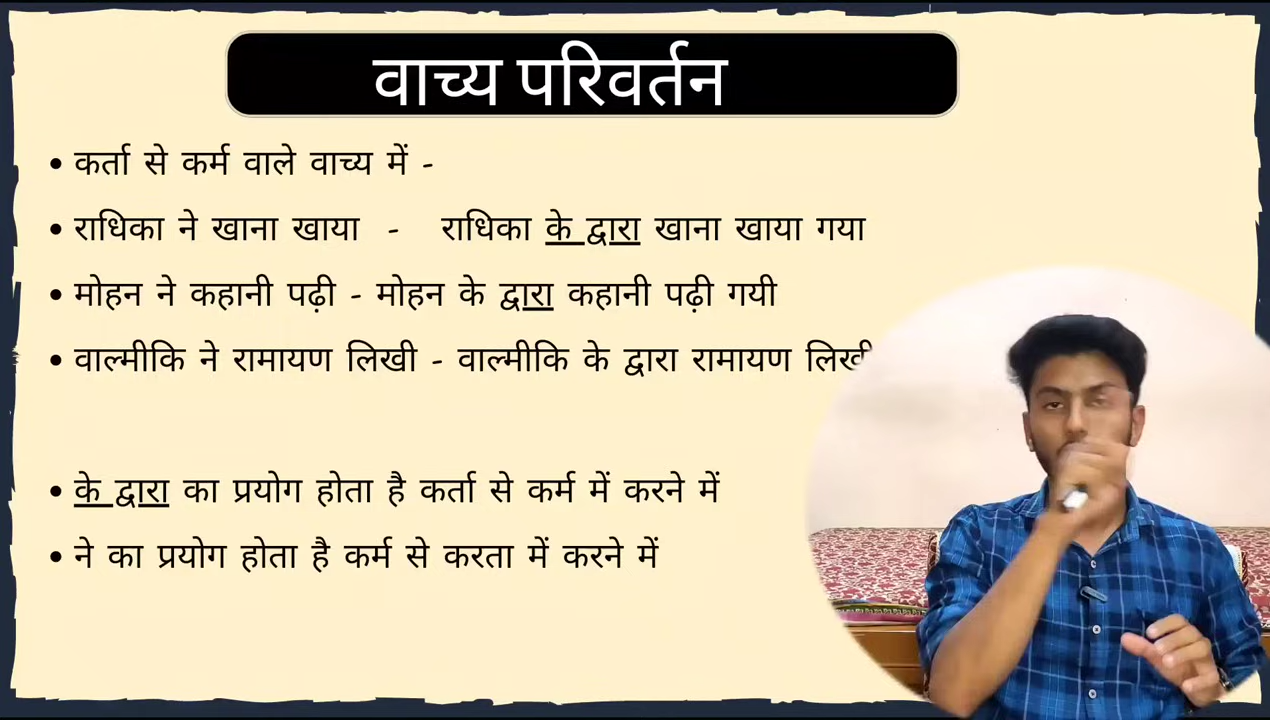 वाच्य परिवर्तन
• कर्ता से कर्म वाले वाच्य में -
• राधिका ने खाना खाया - राधिका के द्वारा खाना खाया गया
• मोहन ने कहानी पढ़ी - मोहन के द्वारा कहानी पढ़ी गयी
• वाल्मीकि ने रामायण लिखी - वाल्मीकि के द्वारा रामायण लिखी
• के द्वारा का प्रयोग होता है कर्ता से कर्म में करने में
• ने का प्रयोग होता है कर्म से करता में करने में